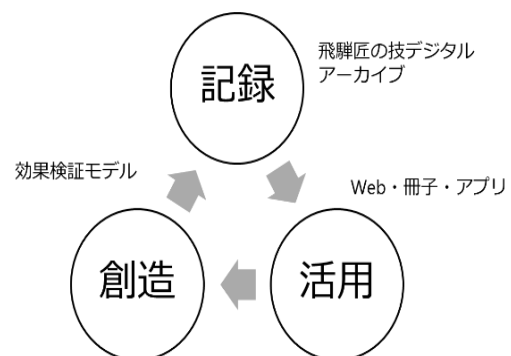 記録
飛騨匠の技デジタル
アーカイブ
効果検証モデル
Web・冊子・アプリ
創造
活用